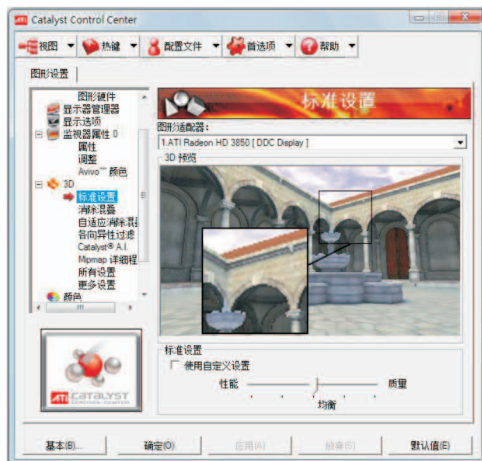 Catalyst Control Center
视图 热键 配置文件 首选项 帮助
图形设置
图形硬件
显示器管理器
显示选项
监视器属性 0
属性
调整
Avivo™ 颜色
3D
标准设置
消除混叠
自适应消除混叠
各向异性过滤
Catalyst® A.I.
Mipmap 详细程
所有设置
更多设置
颜色
标准设置
图形适配器:
1.ATI Radeon HD 3850 [ DDC Display ]
3D 预览
标准设置
使用自定义设置
性能 质量
均衡
ATI CATALYST
CONTROL CENTER
基本(B)... 确定(O) 应用(A) 默认值(E)